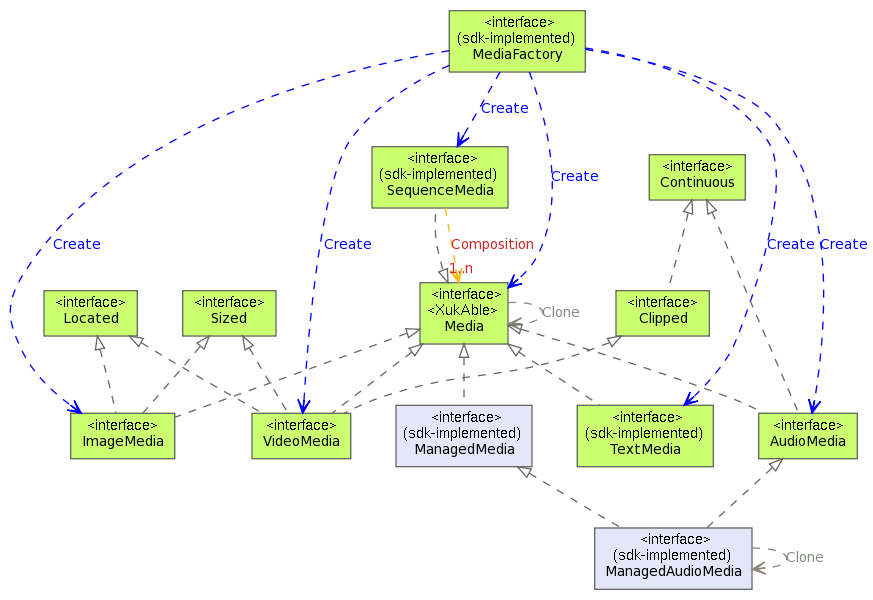 <interface>
(sdk-implemented)
MediaFactory
Create
<interface>
(sdk-implemented)
SequenceMedia
<interface>
Continuous
Create
Create
Create
Composition
Create
Create
1..n
<interface>
Located
<interface>
Sized
<interface>
<XukAble>
Media
Clone
<interface>
Clipped
<interface>
ImageMedia
<interface>
VideoMedia
<interface>
(sdk-implemented)
ManagedMedia
<interface>
(sdk-implemented)
TextMedia
<interface>
AudioMedia
<interface>
(sdk-implemented)
ManagedAudioMedia
Clone